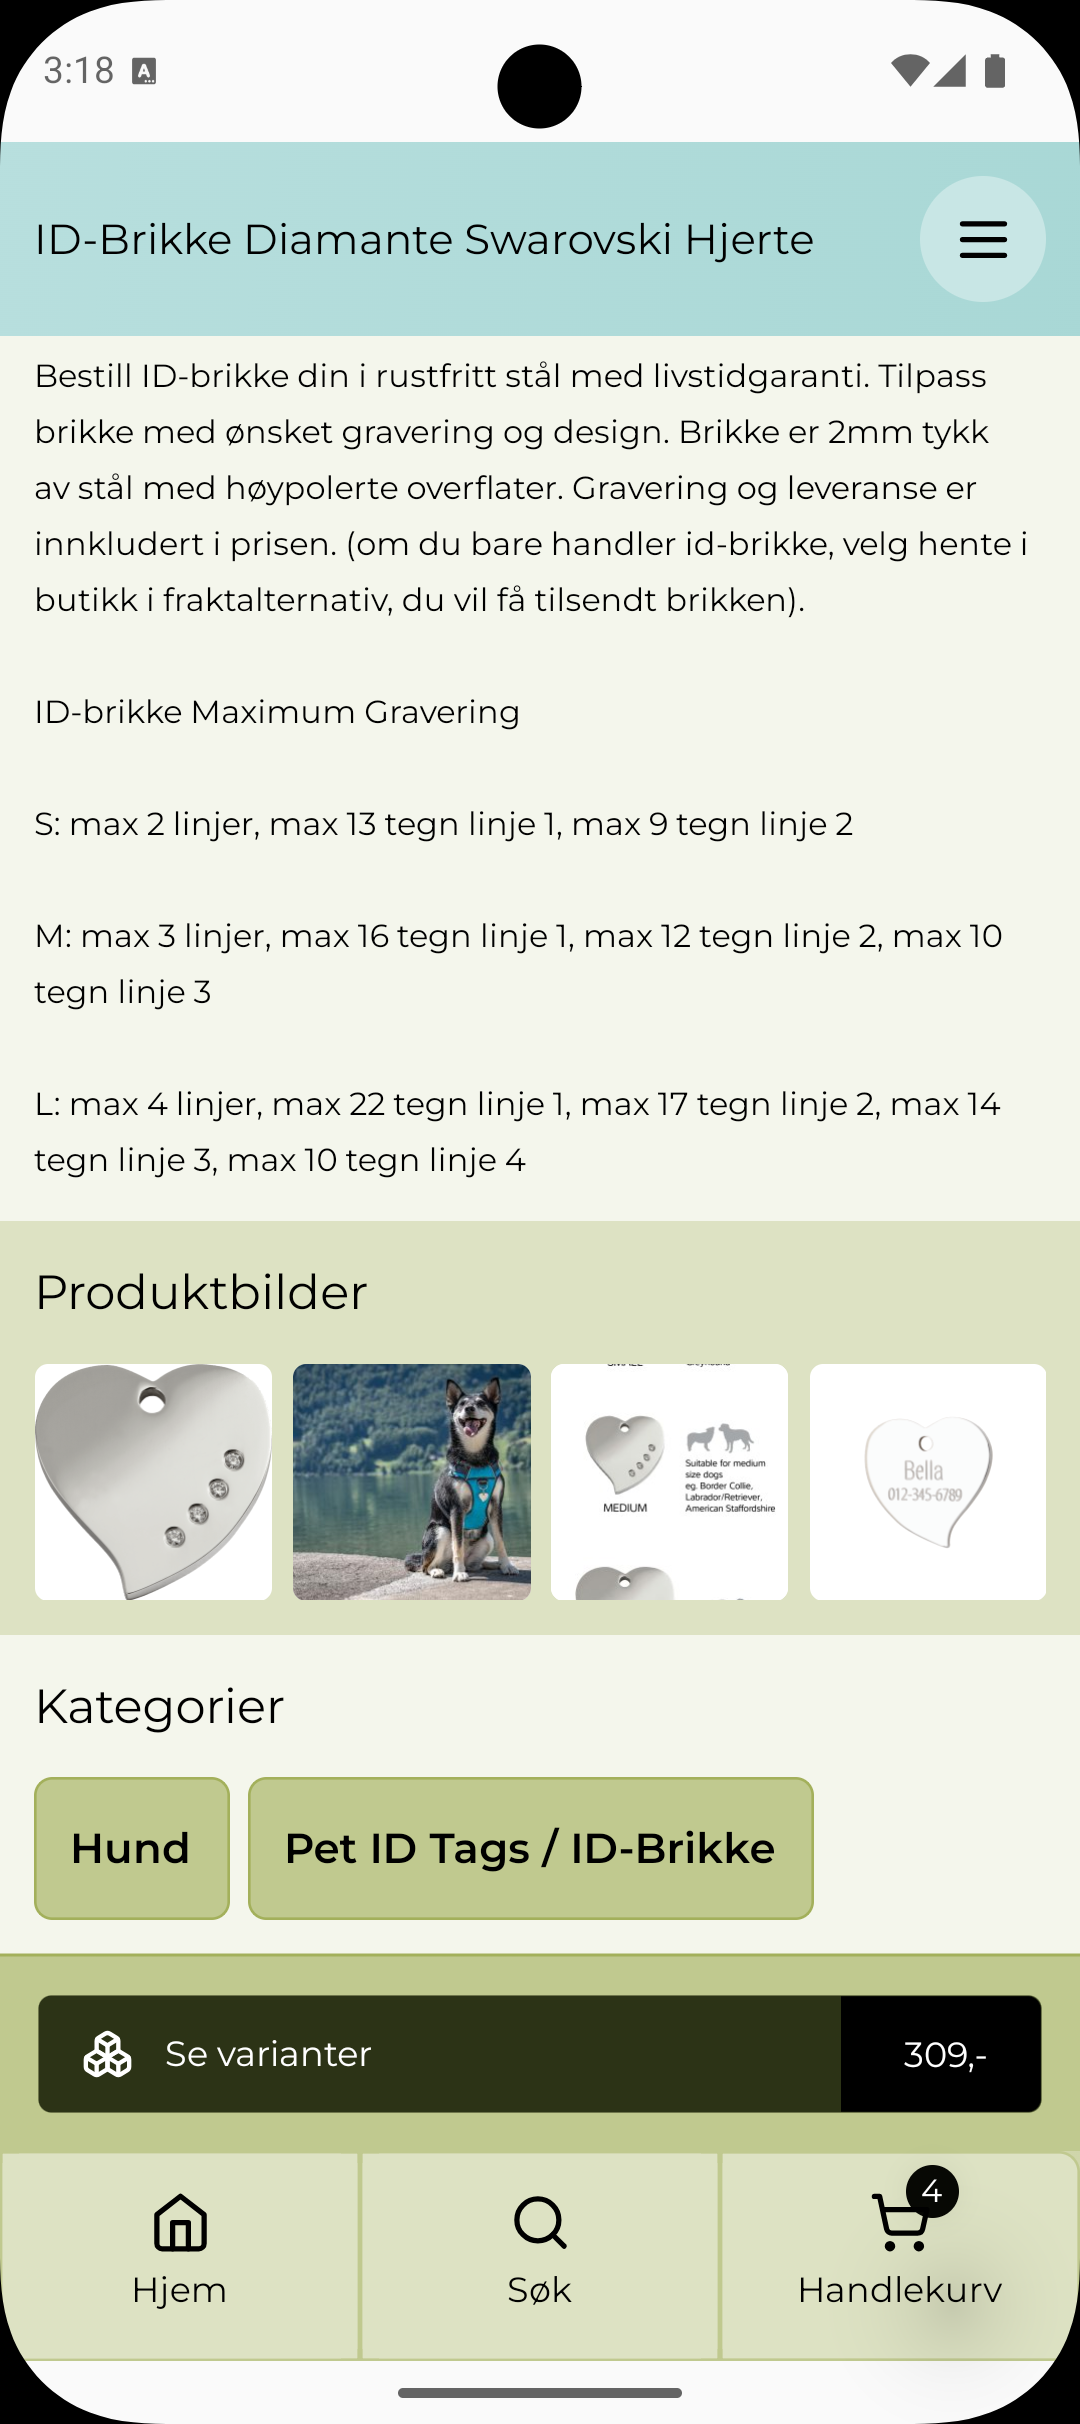 3:18
ID-Brikke Diamante Swarovski Hjerte
Bestill ID-brikke din i rustfritt stål med livstidgaranti. Tilpass
brikke med ønsket gravering og design. Brikke er 2mm tykk
av stål med høypolerte overflater. Gravering og leveranse er
innkludert i prisen. (om du bare handler id-brikke, velg hente i
butikk i fraktalternativ, du vil få tilsendt brikken).
ID-brikke Maximum Gravering
S: max 2 linjer, max 13 tegn linje 1, max 9 tegn linje 2
M: max 3 linjer, max 16 tegn linje 1, max 12 tegn linje 2, max 10
tegn linje 3
L: max 4 linjer, max 22 tegn linje 1, max 17 tegn linje 2, max 14
tegn linje 3, max 10 tegn linje 4
Produktbilder
Suitable for medium
size dogs
eg. Border Collie,
Labrador/Retriever,
American Staffordshire
MEDIUM
Bella
012-345-6789
Kategorier
Hund
Pet ID Tags / ID-Brikke
Se varianter
309,-
4
Hjem
Søk
Handlekurv